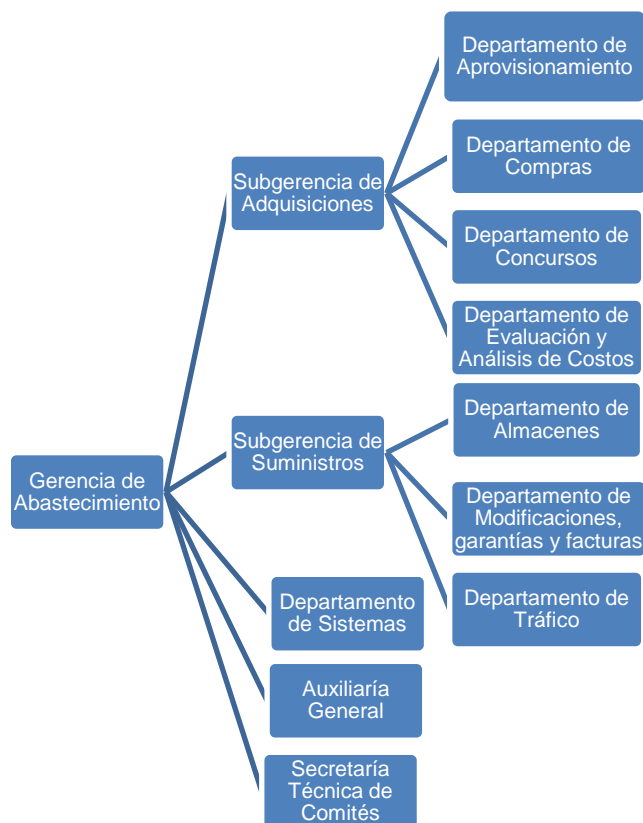 Departamento de
Aprovisionamiento
Departamento de
Compras
Subgerencia de
Adquisiciones
Departamento de
Concursos
Departamento de
Evaluación y
Análisis de Costos
Departamento de
Almacenes
Subgerencia de
Suministros
Gerencia de
Abastecimiento
Departamento de
Modificaciones,
garantías y facturas
Departamento
de Sistemas
Departamento de
Tráfico
Auxiliaría
General
Secretaría
Técnica de
Comités